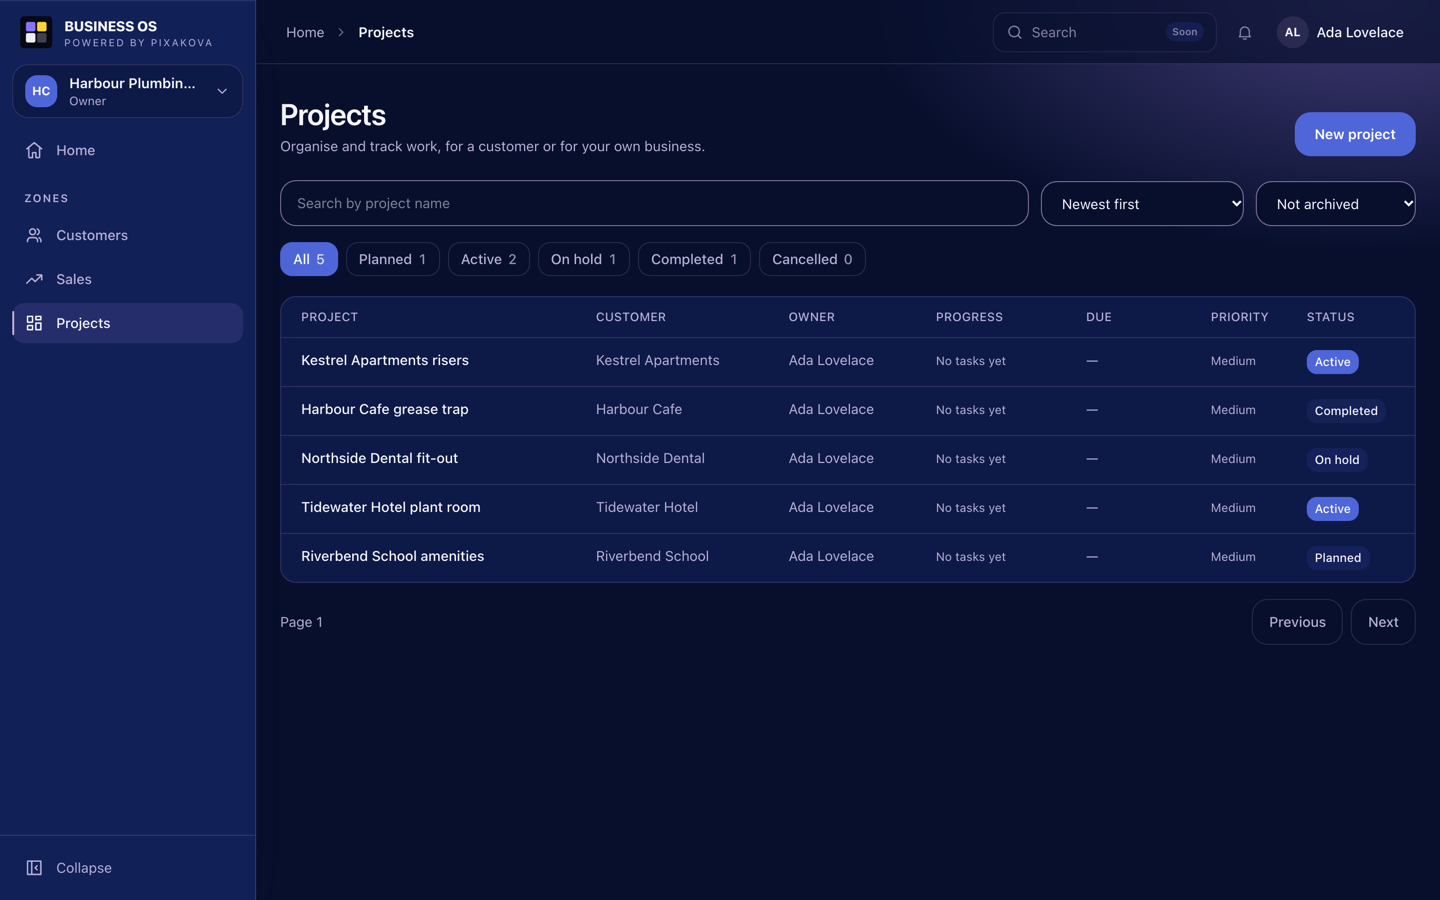 BUSINESS OS
POWERED BY PIXAKOVA
HC
Harbour Plumbin...
Owner
Home
ZONES
Customers
Sales
Projects
Collapse
Home > Projects
Search
Soon
AL
Ada Lovelace
Projects
Organise and track work, for a customer or for your own business.
New project
Search by project name
Newest first
Not archived
All 5
Planned 1
Active 2
On hold 1
Completed 1
Cancelled 0
PROJECT CUSTOMER OWNER PROGRESS DUE PRIORITY STATUS
Kestrel Apartments risers Kestrel Apartments Ada Lovelace No tasks yet — Medium Active
Harbour Cafe grease trap Harbour Cafe Ada Lovelace No tasks yet — Medium Completed
Northside Dental fit-out Northside Dental Ada Lovelace No tasks yet — Medium On hold
Tidewater Hotel plant room Tidewater Hotel Ada Lovelace No tasks yet — Medium Active
Riverbend School amenities Riverbend School Ada Lovelace No tasks yet — Medium Planned
Page 1
Previous
Next